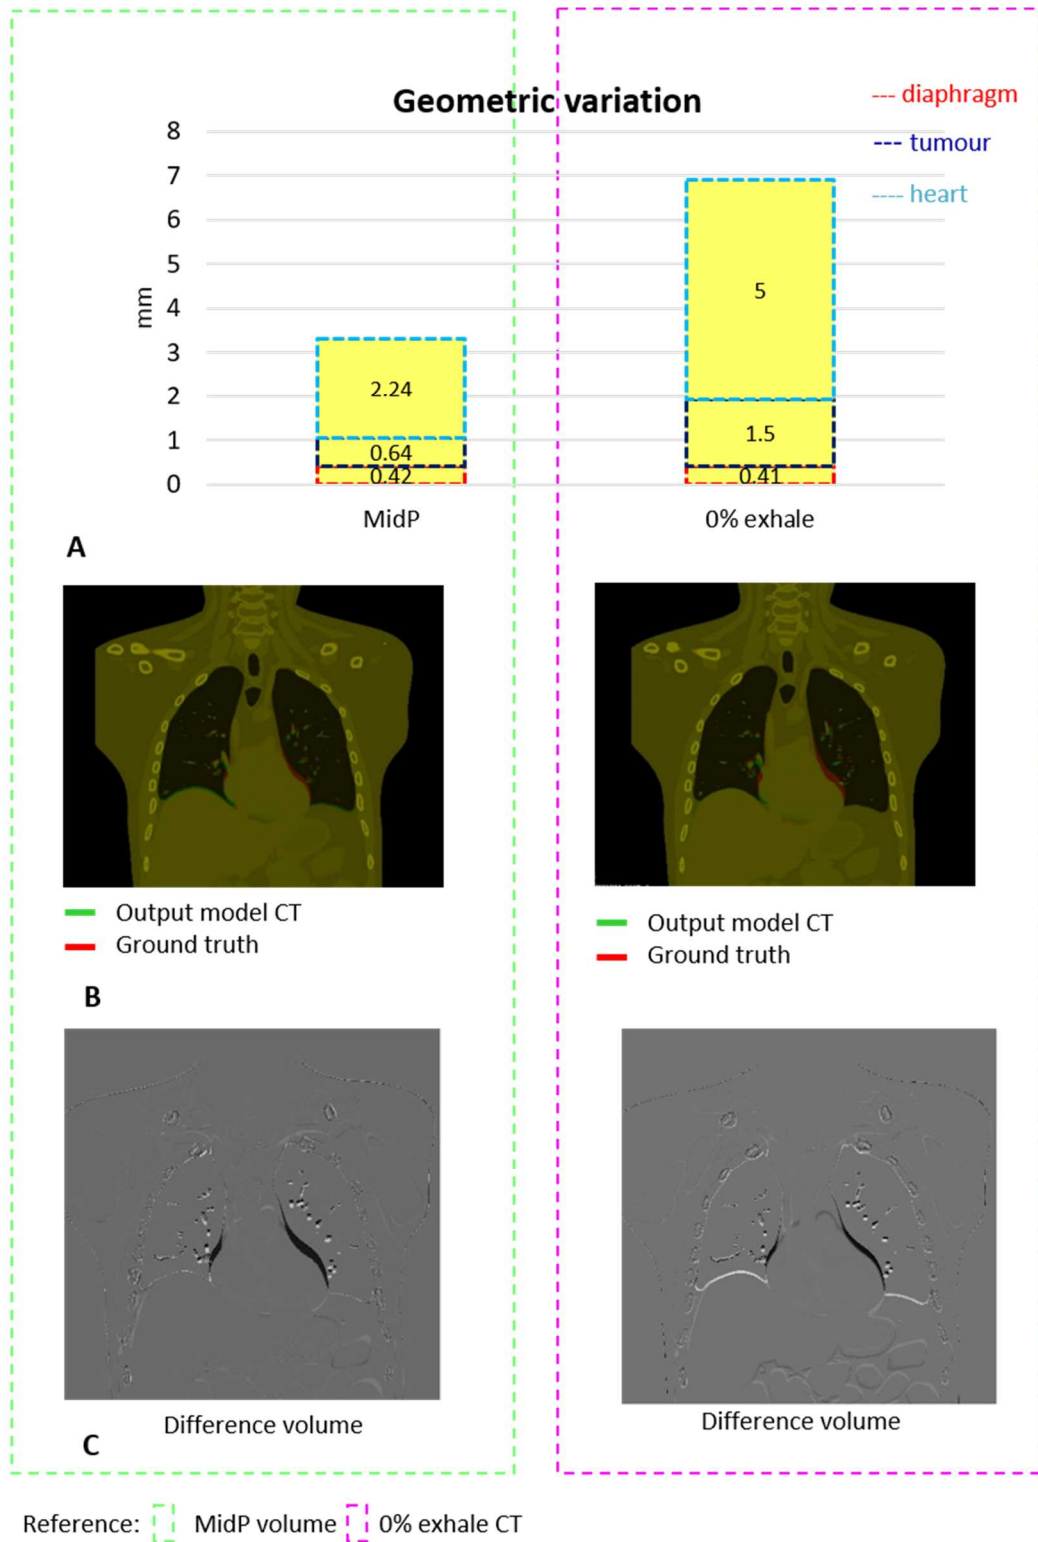 Geometric variation
--- diaphragm
--- tumour
---- heart
8
7
6
5
4
3
2
1
0
mm
2.24
0.64
0.42
5
1.5
0.41
MidP
0% exhale
A
Output model CT
Ground truth
Output model CT
Ground truth
B
Difference volume
Difference volume
C
Reference: MidP volume 0% exhale CT